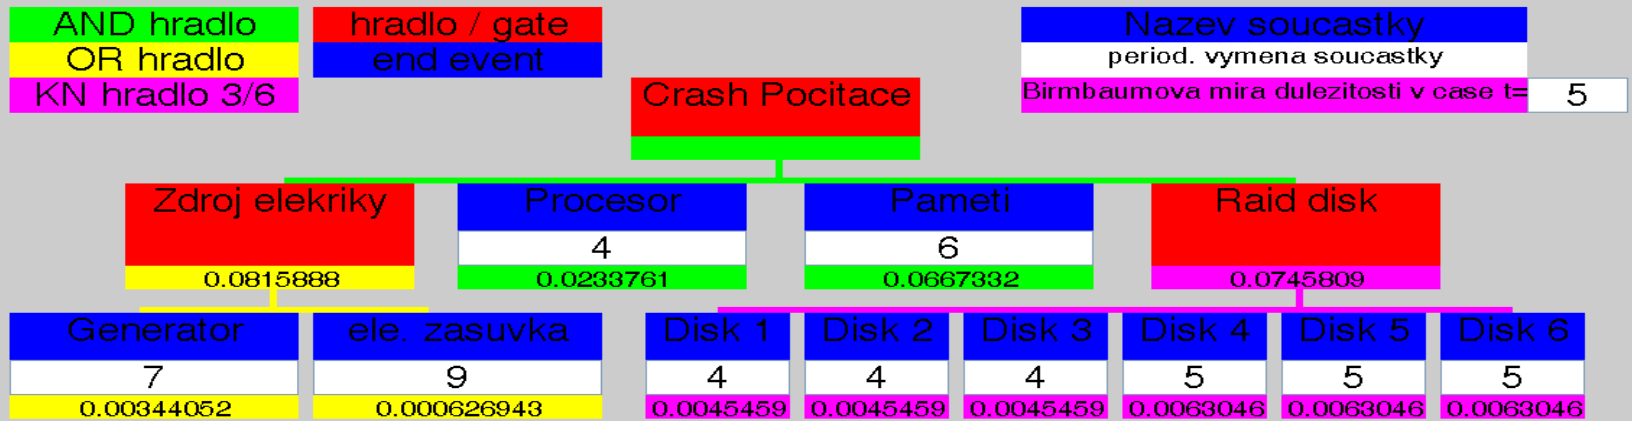 AND hradlo
hradlo / gate
Nazev soucastky
OR hradlo
end event
period. vymena soucastky
KN hradlo 3/6
Birmbaumova mira dulezitosti v case t=
5
Crash Pocitace
Zdroj elekriky
Procesor
Pameti
Raid disk
4
6
0.0815888
0.0233761
0.0667332
0.0745809
Generator
ele. zasuvka
Disk 1
Disk 2
Disk 3
Disk 4
Disk 5
Disk 6
7
9
4
4
4
5
5
5
0.00344052
0.000626943
0.0045459
0.0045459
0.0045459
0.0063046
0.0063046
0.0063046